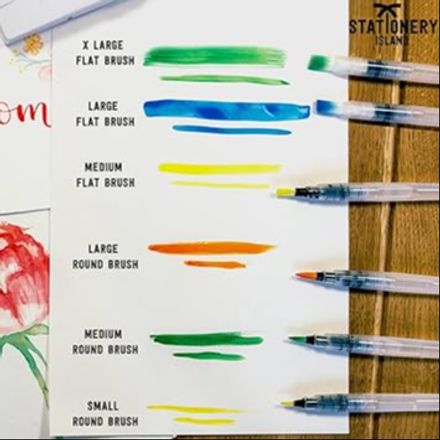 STATIONERY
ISLAND
X LARGE
FLAT BRUSH
LARGE
FLAT BRUSH
om
MEDIUM
FLAT BRUSH
LARGE
ROUND BRUSH
MEDIUM
ROUND BRUSH
SMALL
ROUND BRUSH